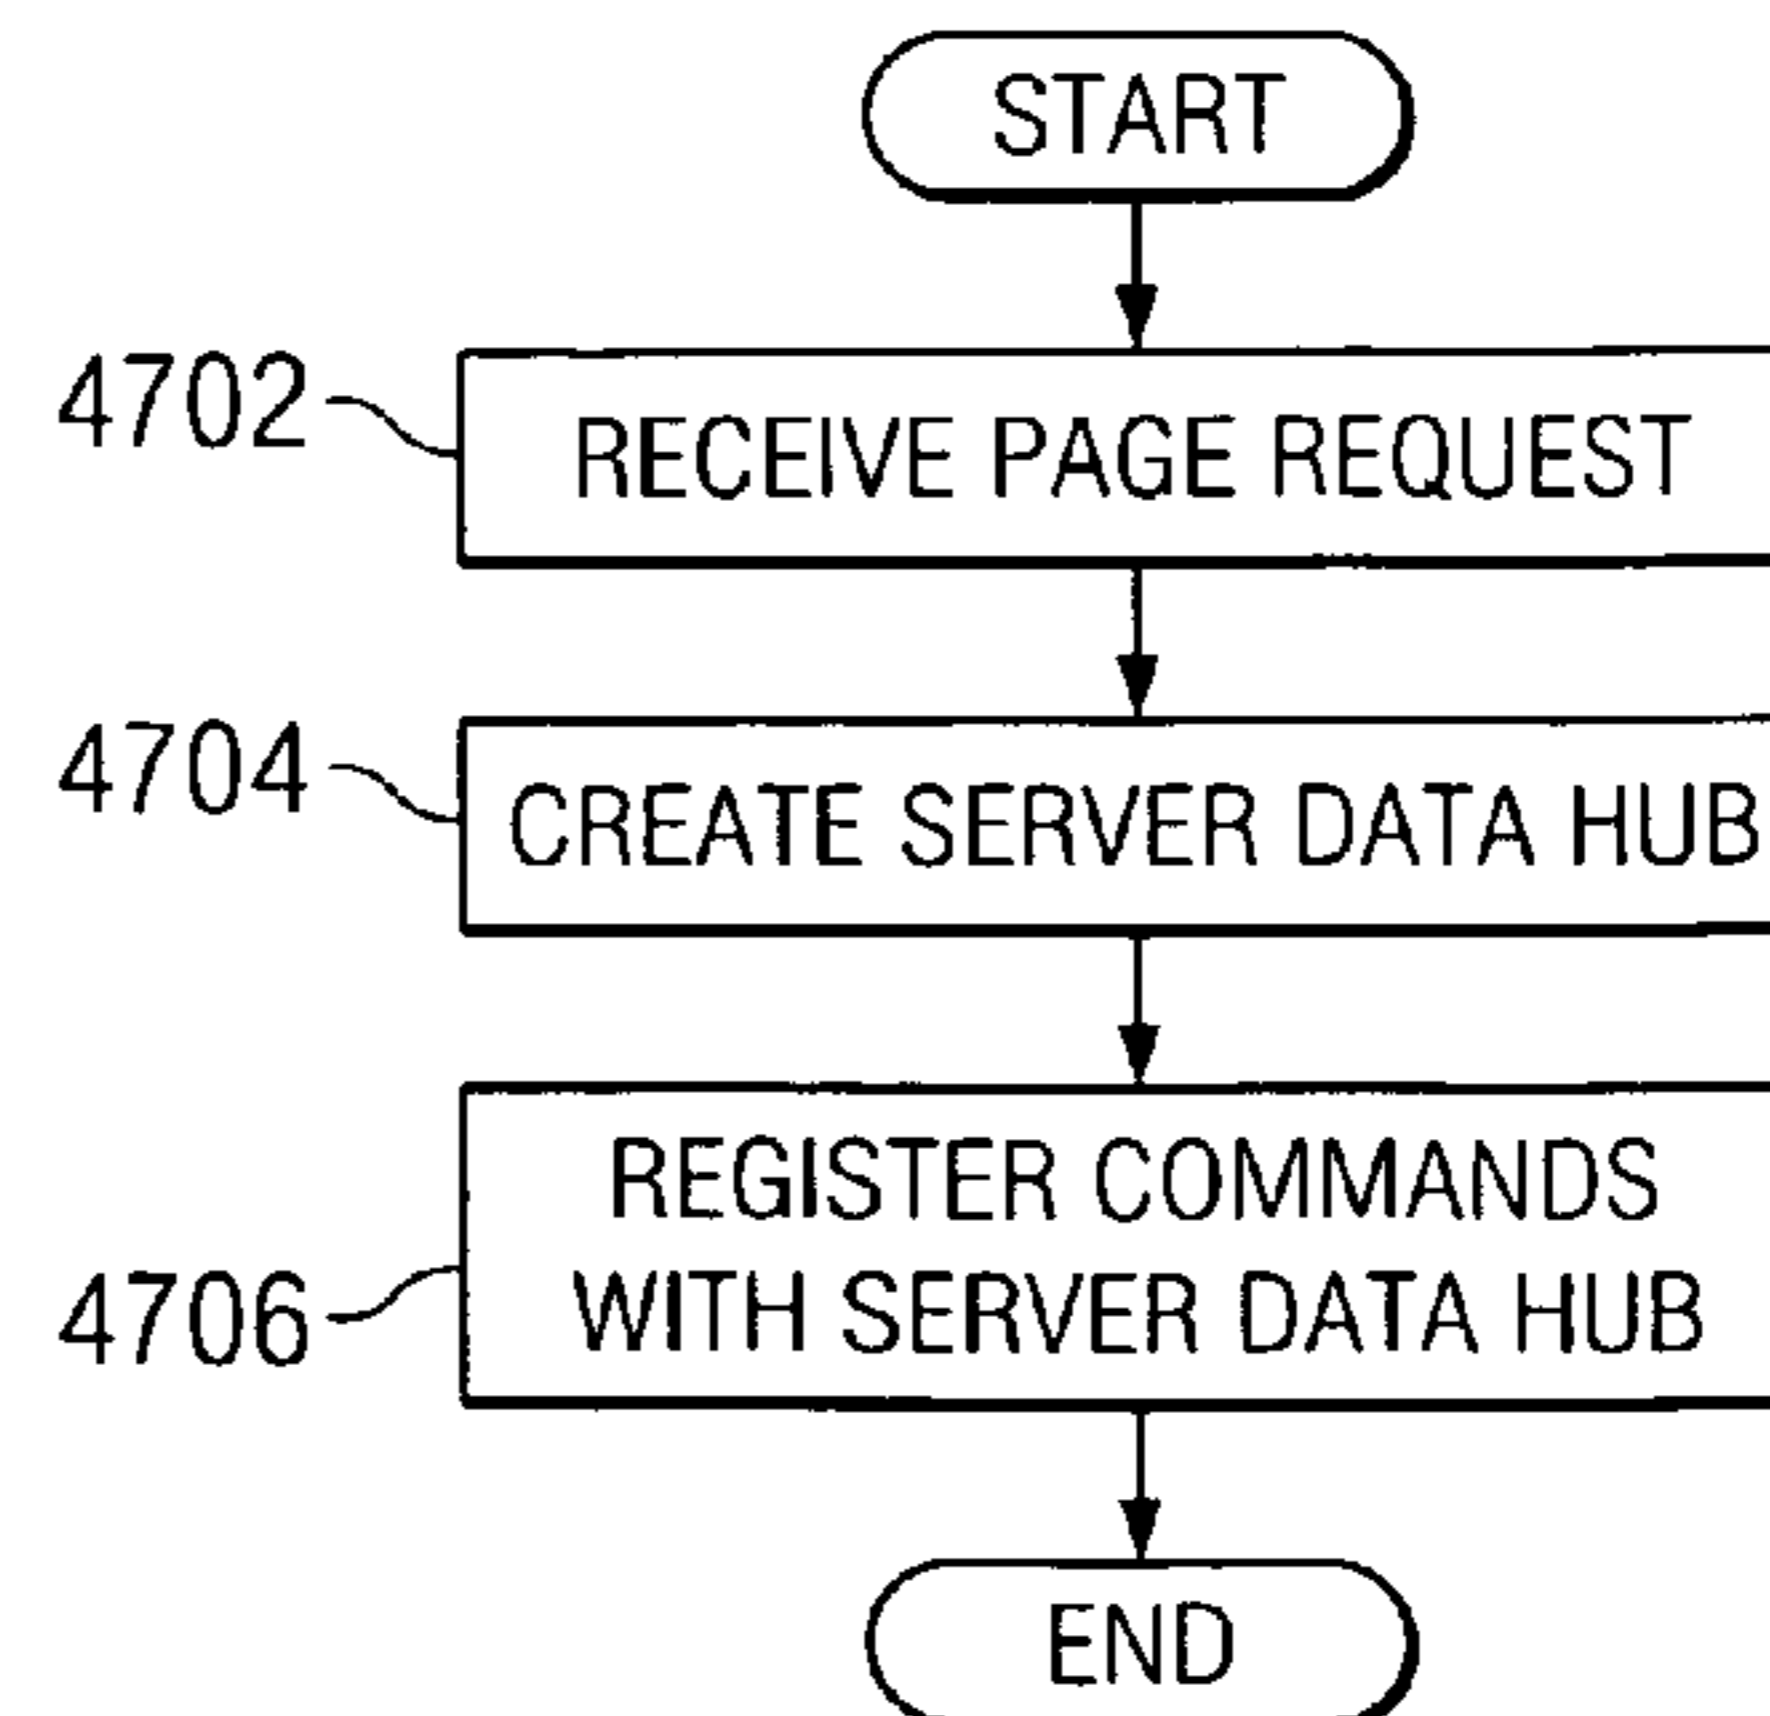 START
4702
RECEIVE PAGE REQUEST
4704
CREATE SERVER DATA HUB
REGISTER COMMANDS
WITH SERVER DATA HUB
4706
END